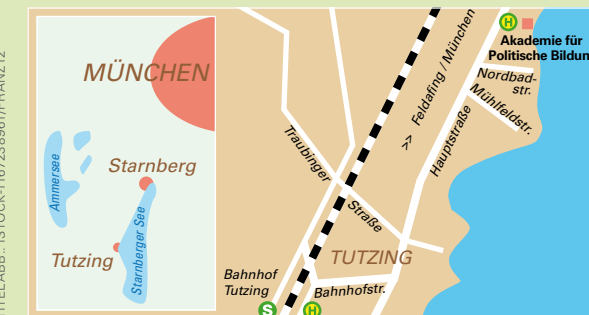 MÜNCHEN
Starnberg
Ammersee
Starnberger See
Tutzing
>> Feldafing / München
H
Akademie für
Politische Bildun
Nordbad-
str.
Mühlfeldstr.
Hauptstraße
Traubinger
Straße
TUTZING
Bahnhof
Tutzing
Bahnhofstr.
S
H